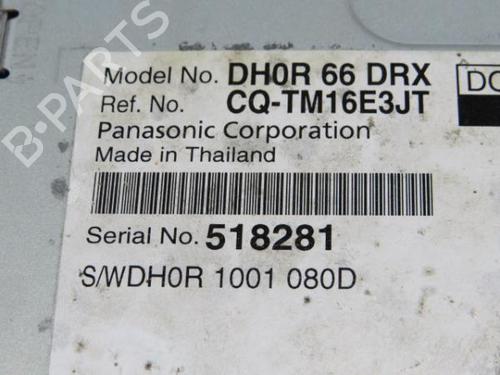 Model No. DH0R 66 DRX
Ref. No. CQ-TM16E3JT
Panasonic Corporation
Made in Thailand
Serial No. 518281
S/WDH0R 1001 080D
DC